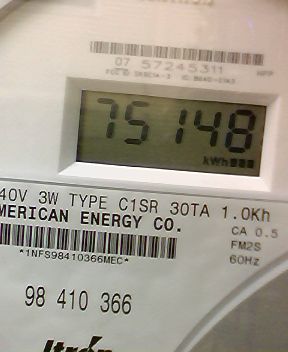 07 57245311
75148
kWh
40V 3W TYPE C1SR 30TA 1.0Kh
MERICAN ENERGY CO.
CA 0.5
FM2S
*1NFS98410366MEC*
60Hz
98 410 366
Itron